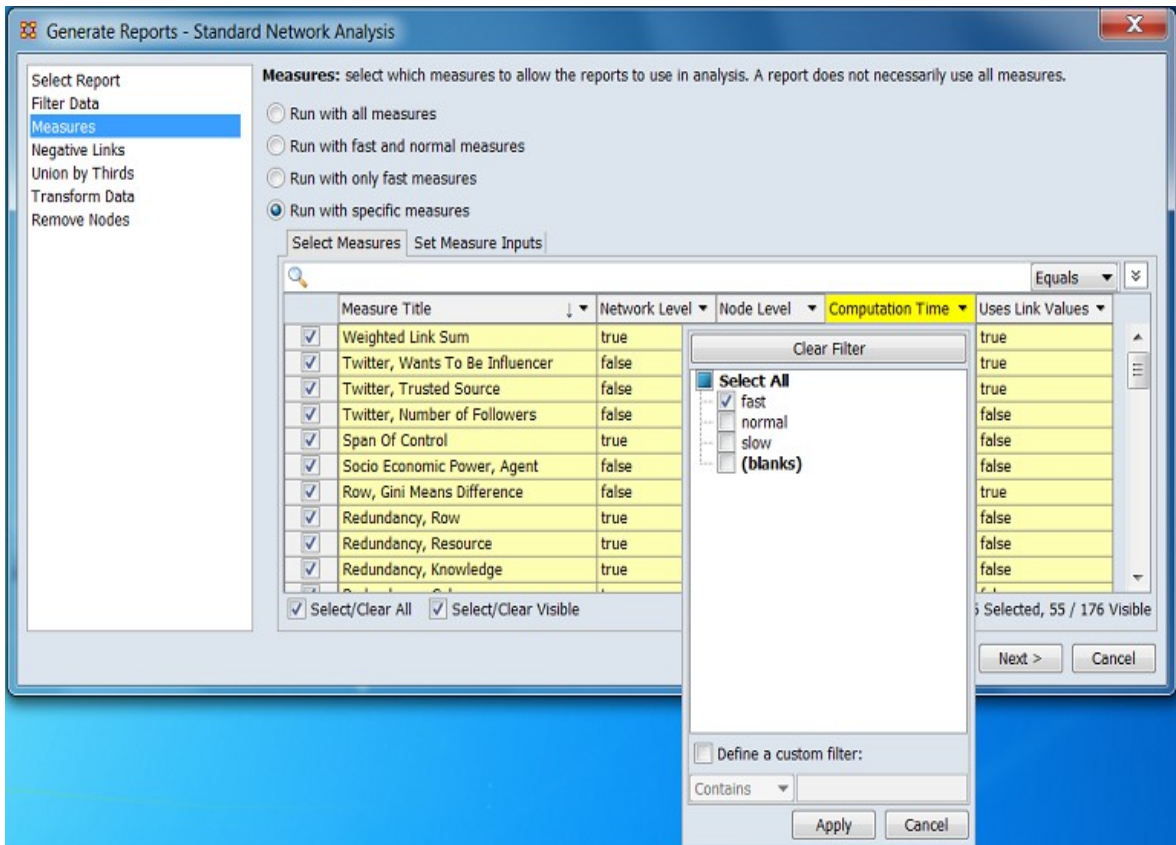 Generate Reports - Standard Network Analysis
X
Select Report
Filter Data
Measures
Negative Links
Union by Thirds
Transform Data
Remove Nodes
Measures: select which measures to allow the reports to use in analysis. A report does not necessarily use all measures.
Run with all measures
Run with fast and normal measures
Run with only fast measures
Run with specific measures
Select Measures Set Measure Inputs
Equals
Measure Title Network Level Node Level Computation Time Uses Link Values
Weighted Link Sum true true
Twitter, Wants To Be Influencer false true
Twitter, Trusted Source false true
Twitter, Number of Followers false false
Span Of Control true false
Socio Economic Power, Agent false false
Row, Gini Means Difference false true
Redundancy, Row true false
Redundancy, Resource true false
Redundancy, Knowledge true false
Select/Clear All Select/Clear Visible Selected, 55 / 176 Visible
Next > Cancel
Clear Filter
Select All
fast
normal
slow
(blanks)
Define a custom filter:
Contains
Apply Cancel